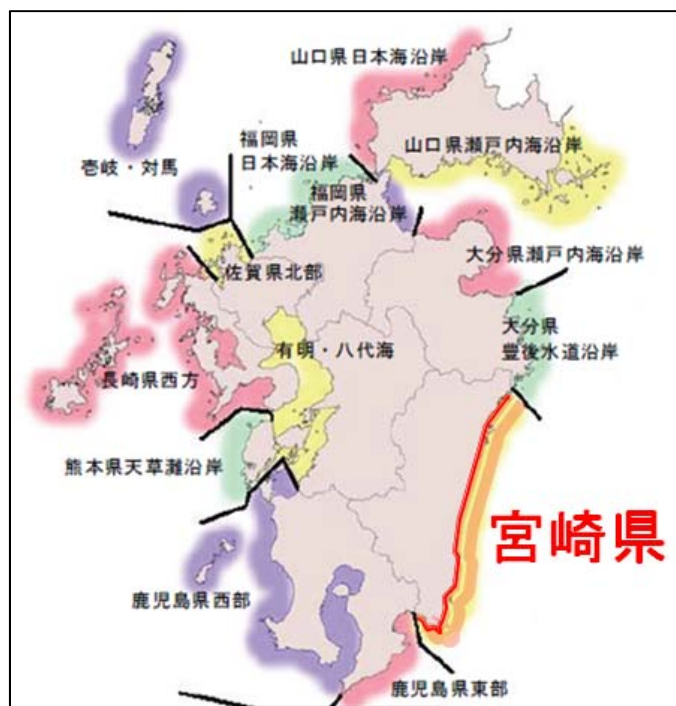 山口県日本海沿岸
福岡県
日本海沿岸
山口県瀬戸内海沿岸
壱岐・対馬
福岡県
瀬戸内海沿岸
大分県瀬戸内海沿岸
佐賀県北部
大分県
豊後水道沿岸
有明・八代海
長崎県西方
熊本県天草灘沿岸
宮崎県
鹿児島県西部
鹿児島県東部